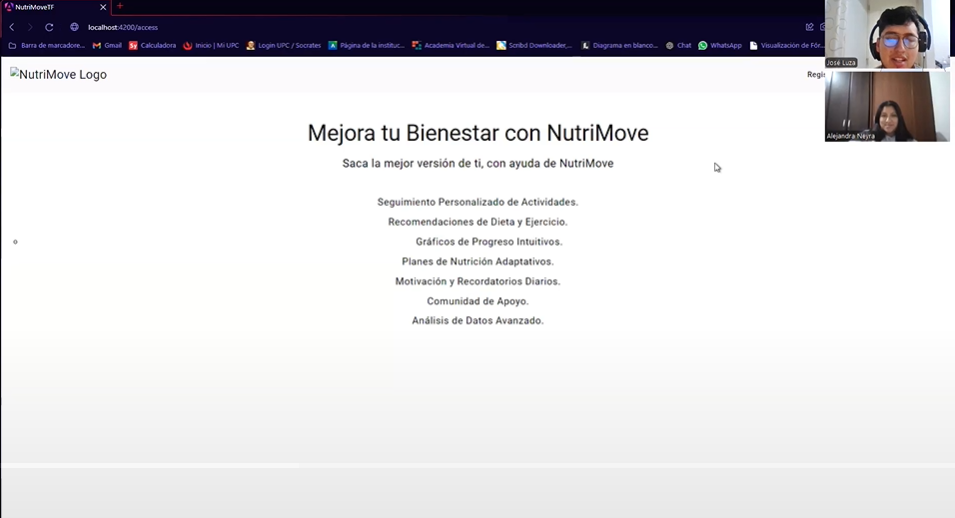 NutriMoveTF
localhost:4200/access
Barra de marcadore... Gmail Calculadora Inicio | Mi UPC Login UPC / Socrates Página de la instituc... Academia Virtual de... Scribd Downloader,... Diagrama en blanco... Chat WhatsApp Visualización de Fór...
NutriMove Logo
José Luza
Alejandra Neyra
Mejora tu Bienestar con NutriMove
Saca la mejor versión de ti, con ayuda de NutriMove
Seguimiento Personalizado de Actividades.
Recomendaciones de Dieta y Ejercicio.
Gráficos de Progreso Intuitivos.
Planes de Nutrición Adaptativos.
Motivación y Recordatorios Diarios.
Comunidad de Apoyo.
Análisis de Datos Avanzado.